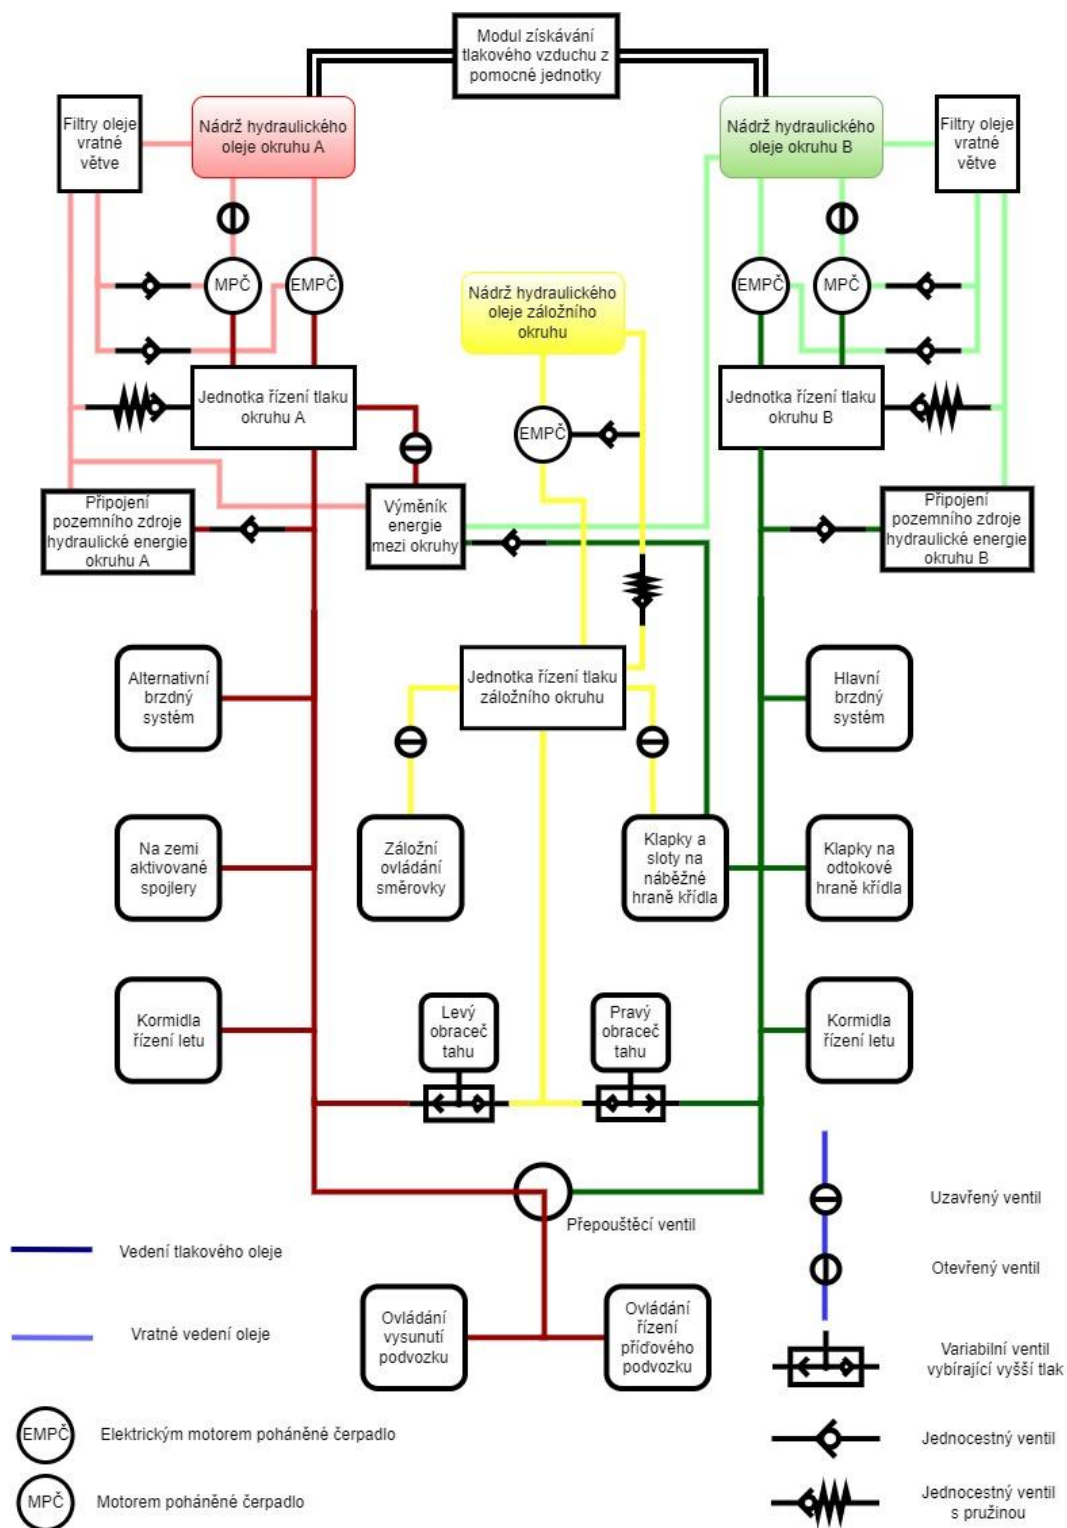 Modul získávání
tlakového vzduchu z
pomocné jednotky
Filtry oleje
vratné
větve
Nádrž hydraulického
oleje okruhu A
Nádrž hydraulického
oleje okruhu B
Filtry oleje
vratné
větve
MPČ
EMPČ
Nádrž hydraulického
oleje záložního
okruhu
EMPČ
MPČ
Jednotka řízení tlaku
okruhu A
EMPČ
Jednotka řízení tlaku
okruhu B
Připojení
pozemního zdroje
hydraulické energie
okruhu A
Výměník
energie
mezi okruhy
Připojení
pozemního zdroje
hydraulické energie
okruhu B
Alternativní
brzdný
systém
Jednotka řízení tlaku
záložního okruhu
Hlavní
brzdný
systém
Na zemi
aktivované
spojlery
Záložní
ovládání
směrovky
Klapky a
sloty na
náběžné
hraně křídla
Klapky na
odtokové
hraně křídla
Kormidla
řízení letu
Levý
obraceč
tahu
Pravý
obraceč
tahu
Kormidla
řízení letu
Přepouštěcí ventil
Vedení tlakového oleje
Vratné vedení oleje
Ovládání
vysunutí
podvozku
Ovládání
řízení
příďového
podvozku
EMPČ
Elektrickým motorem poháněné čerpadlo
MPČ
Motorem poháněné čerpadlo
Uzavřený ventil
Otevřený ventil
Variabilní ventil
vybírající vyšší tlak
Jednocestný ventil
Jednocestný ventil
s pružinou